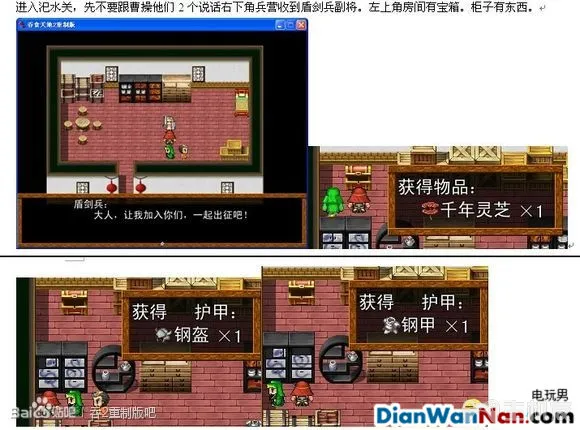 进入汜水关，先不要跟曹操他们 2 个说话右下角兵营收到盾剑兵副将。左上角房间有宝箱。柜子有东西。
吞食天地2重制版
盾剑兵：
大人，让我加入你们，一起出征吧！
获得物品：
千年灵芝 ×1
获得 护甲：
钢盔 ×1
获得 护甲：
钢甲 ×1
Bai 贴吧 吞2重制版吧
电玩男
DianWanNan.com